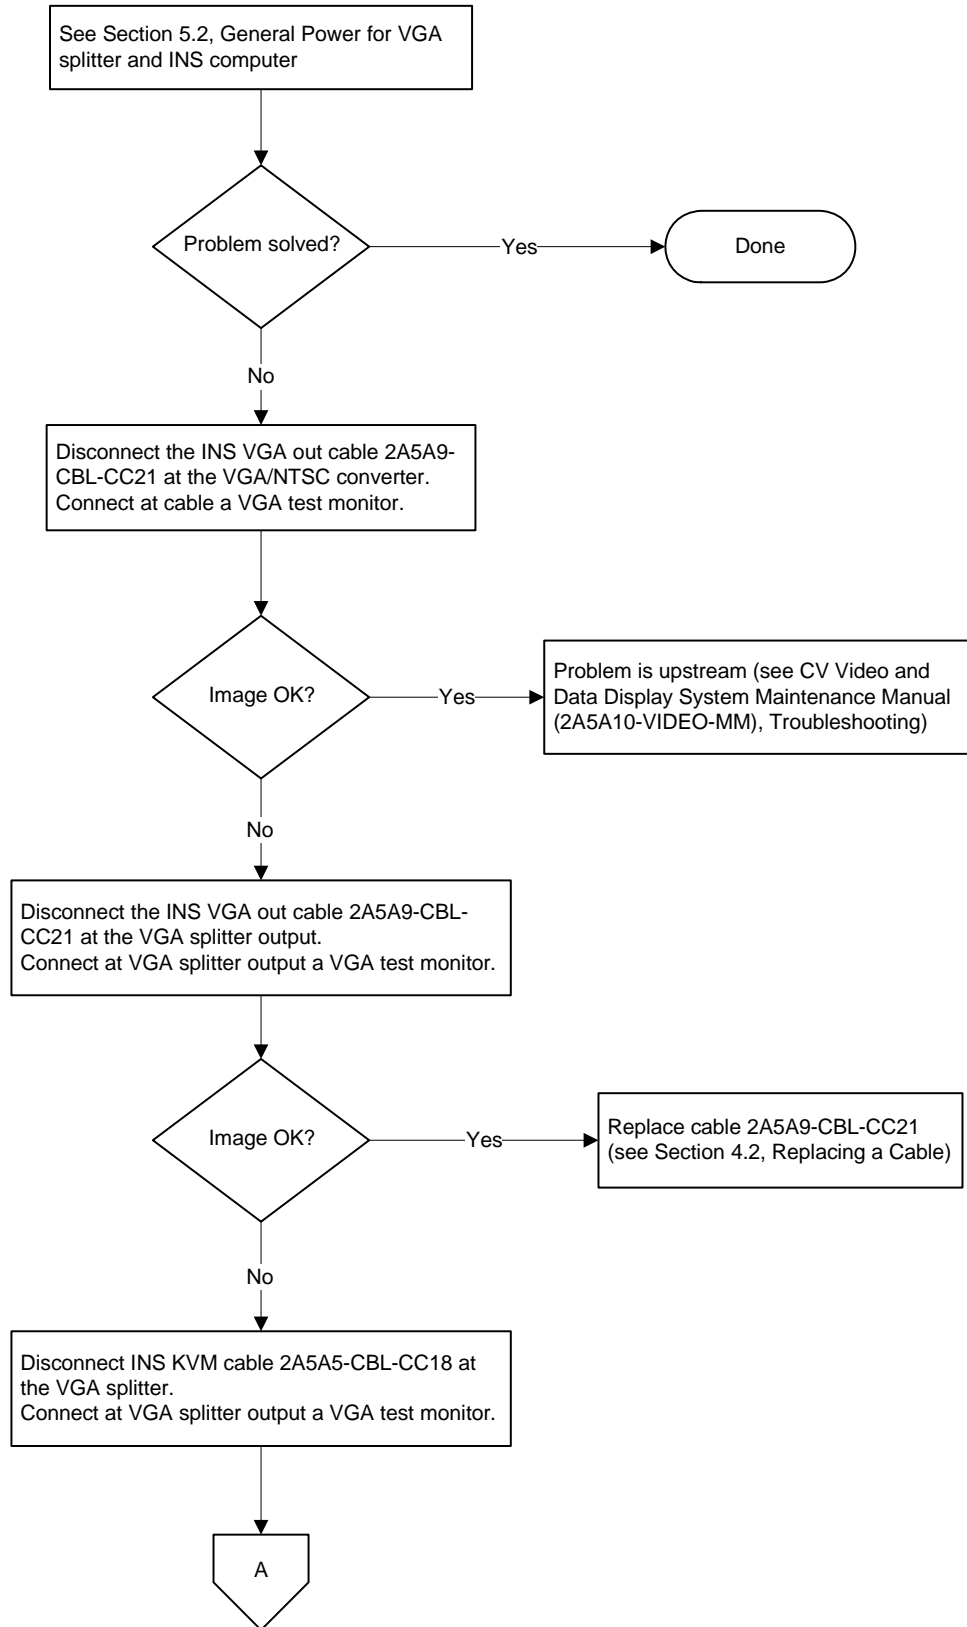 See Section 5.2, General Power for VGA
splitter and INS computer
Problem solved?
Yes
Done
No
Disconnect the INS VGA out cable 2A5A9-
CBL-CC21 at the VGA/NTSC converter.
Connect at cable a VGA test monitor.
Image OK?
Yes
Problem is upstream (see CV Video and
Data Display System Maintenance Manual
(2A5A10-VIDEO-MM), Troubleshooting)
No
Disconnect the INS VGA out cable 2A5A9-CBL-
CC21 at the VGA splitter output.
Connect at VGA splitter output a VGA test monitor.
Image OK?
Yes
Replace cable 2A5A9-CBL-CC21
(see Section 4.2, Replacing a Cable)
No
Disconnect INS KVM cable 2A5A5-CBL-CC18 at
the VGA splitter.
Connect at VGA splitter output a VGA test monitor.
A